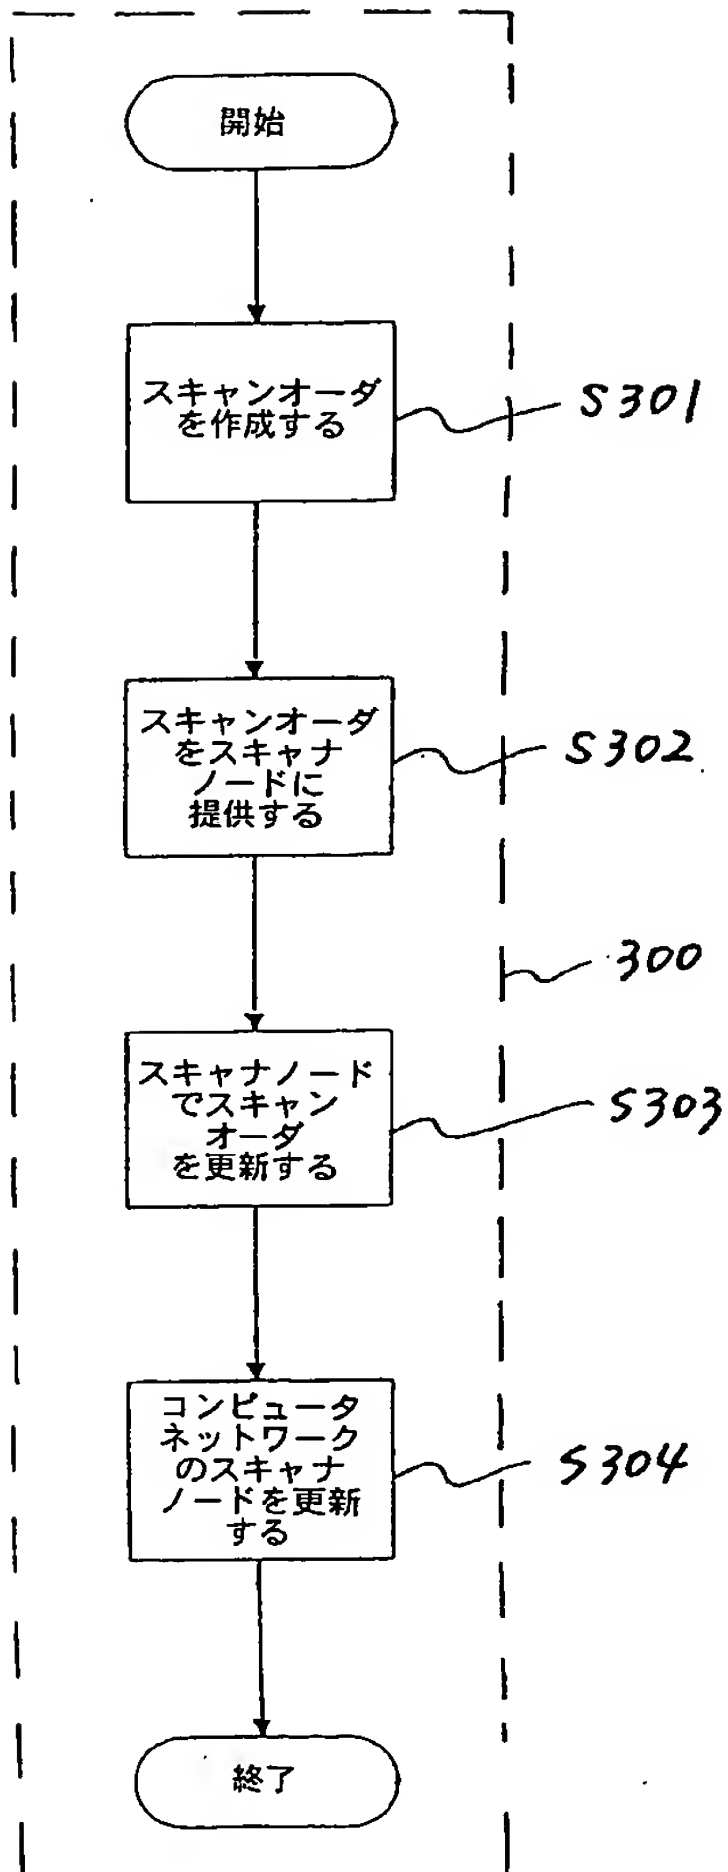 開始
スキャンオーダ
を作成する
S301
スキャンオーダ
をスキャナ
ノードに
提供する
S302
300
スキャナノード
でスキャン
オーダ
を更新する
S303
コンピュータ
ネットワーク
のスキャナ
ノードを更新
する
S304
終了